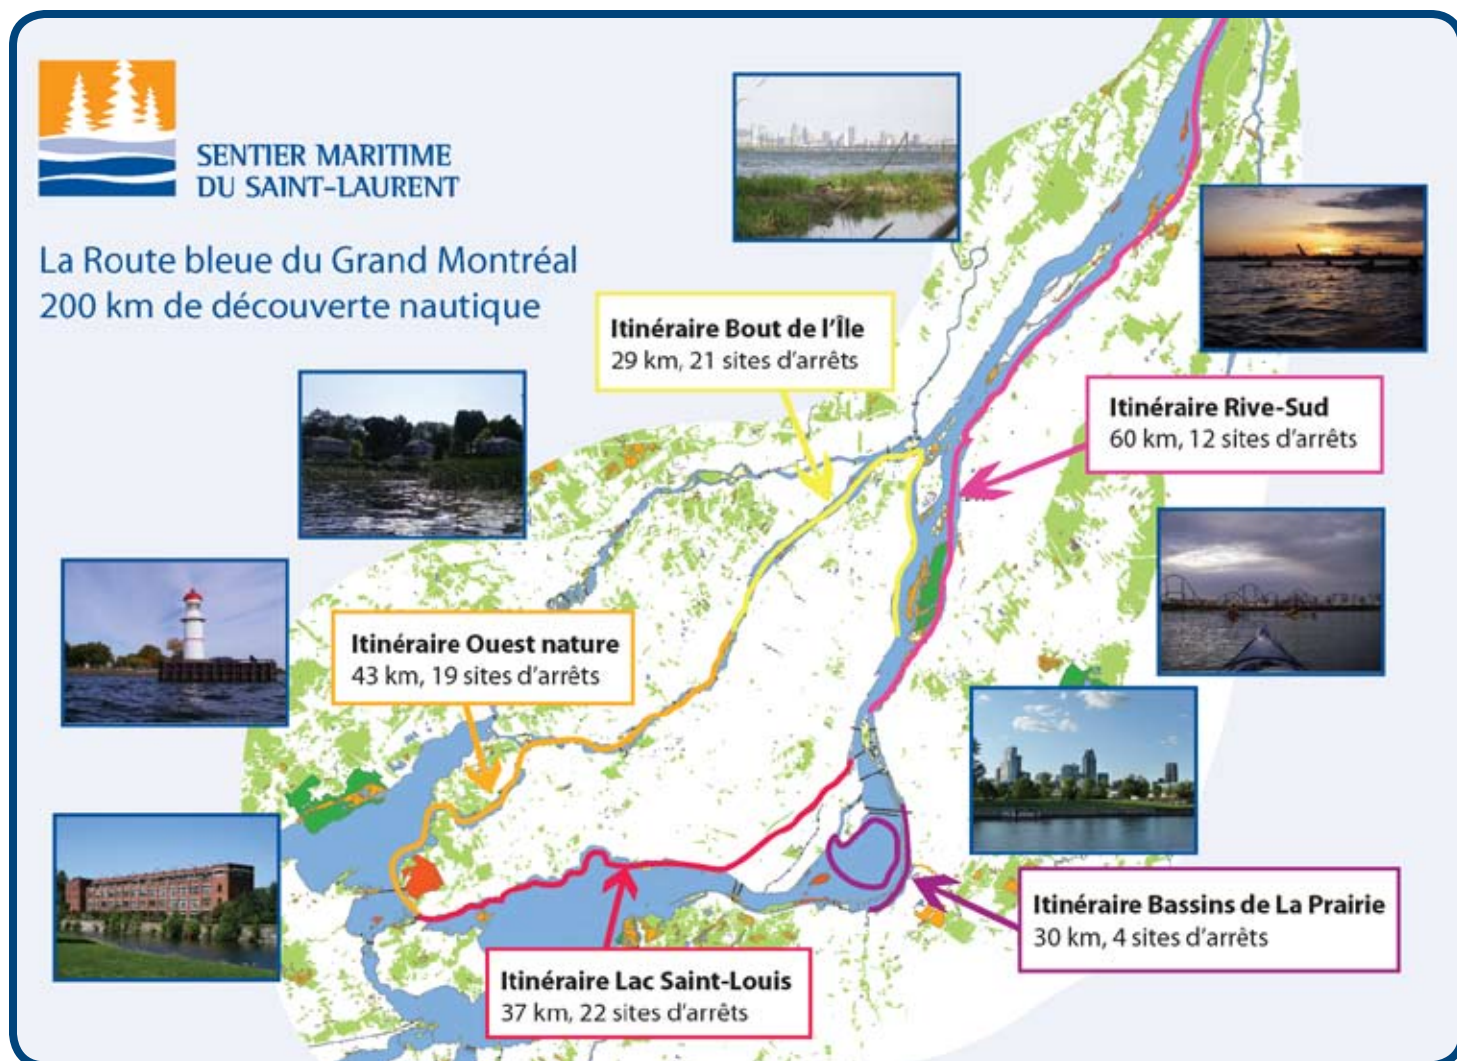 SENTIER MARITIME
DU SAINT-LAURENT
La Route bleue du Grand Montréal
200 km de découverte nautique
Itinéraire Bout de l'Île
29 km, 21 sites d'arrêts
Itinéraire Rive-Sud
60 km, 12 sites d'arrêts
Itinéraire Ouest nature
43 km, 19 sites d'arrêts
Itinéraire Bassins de La Prairie
30 km, 4 sites d'arrêts
Itinéraire Lac Saint-Louis
37 km, 22 sites d'arrêts